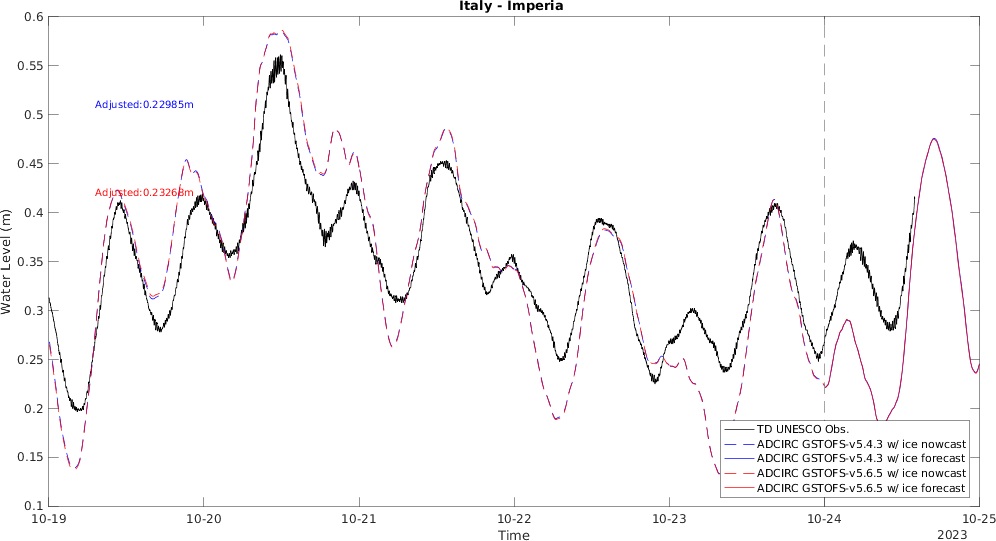 Italy - Imperia
0.6
0.55
0.5
0.45
0.4
0.35
0.3
0.25
0.2
0.15
0.1
Water Level (m)
Adjusted:0.22985m
Adjusted:0.23268m
TD UNESCO Obs.
ADCIRC GSTOFS-v5.4.3 w/ ice nowcast
ADCIRC GSTOFS-v5.4.3 w/ ice forecast
ADCIRC GSTOFS-v5.6.5 w/ ice nowcast
ADCIRC GSTOFS-v5.6.5 w/ ice forecast
10-19 10-20 10-21 10-22 10-23 10-24 10-25
Time
2023